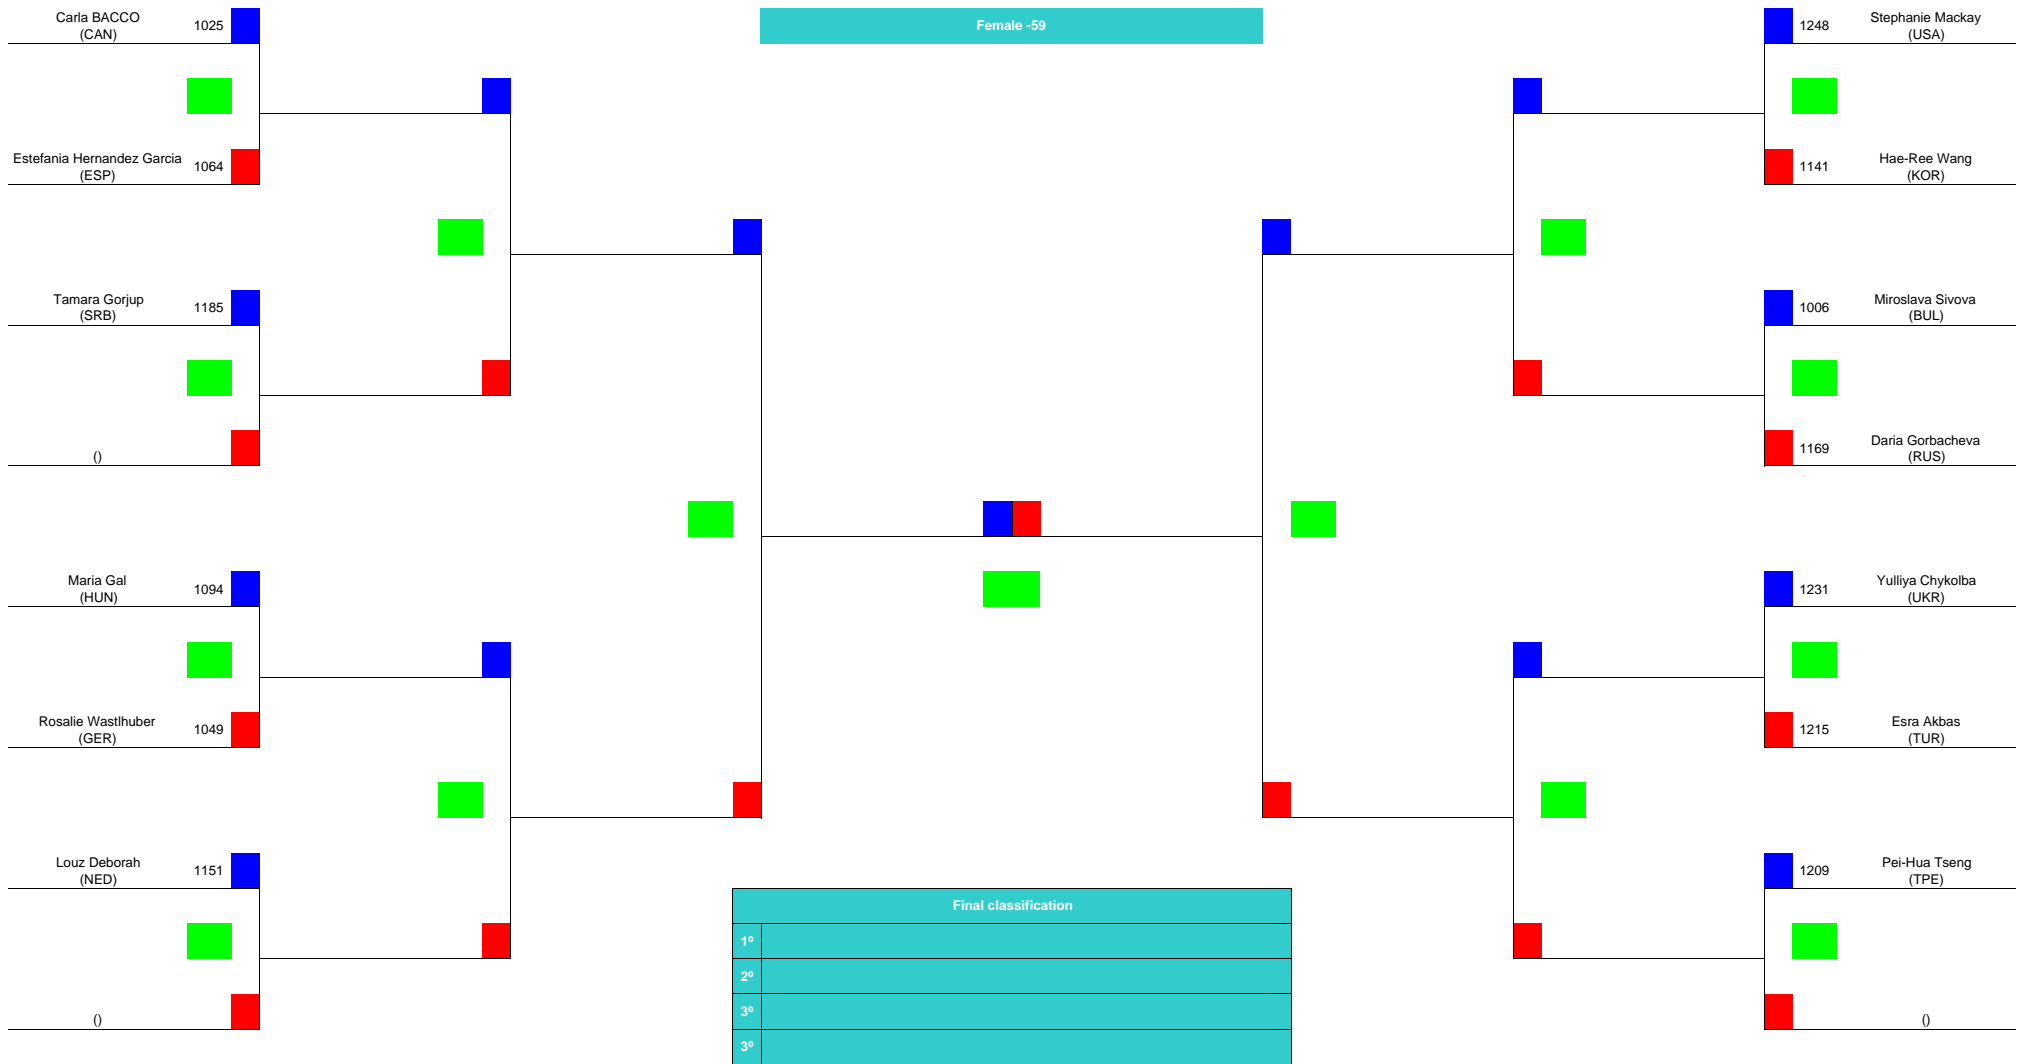 Female -59
Carla BACCO
(CAN)
1025
Estefania Hernandez Garcia
(ESP)
1064
Tamara Gorjup
(SRB)
1185
()
Maria Gal
(HUN)
1094
Rosalie Wastlhuber
(GER)
1049
Louz Deborah
(NED)
1151
()
1248
Stephanie Mackay
(USA)
1141
Hae-Ree Wang
(KOR)
1006
Miroslava Sivova
(BUL)
1169
Daria Gorbacheva
(RUS)
1231
Yulliya Chykolba
(UKR)
1215
Esra Akbas
(TUR)
1209
Pei-Hua Tseng
(TPE)
()
Final classification
1º
2º
3º
3º